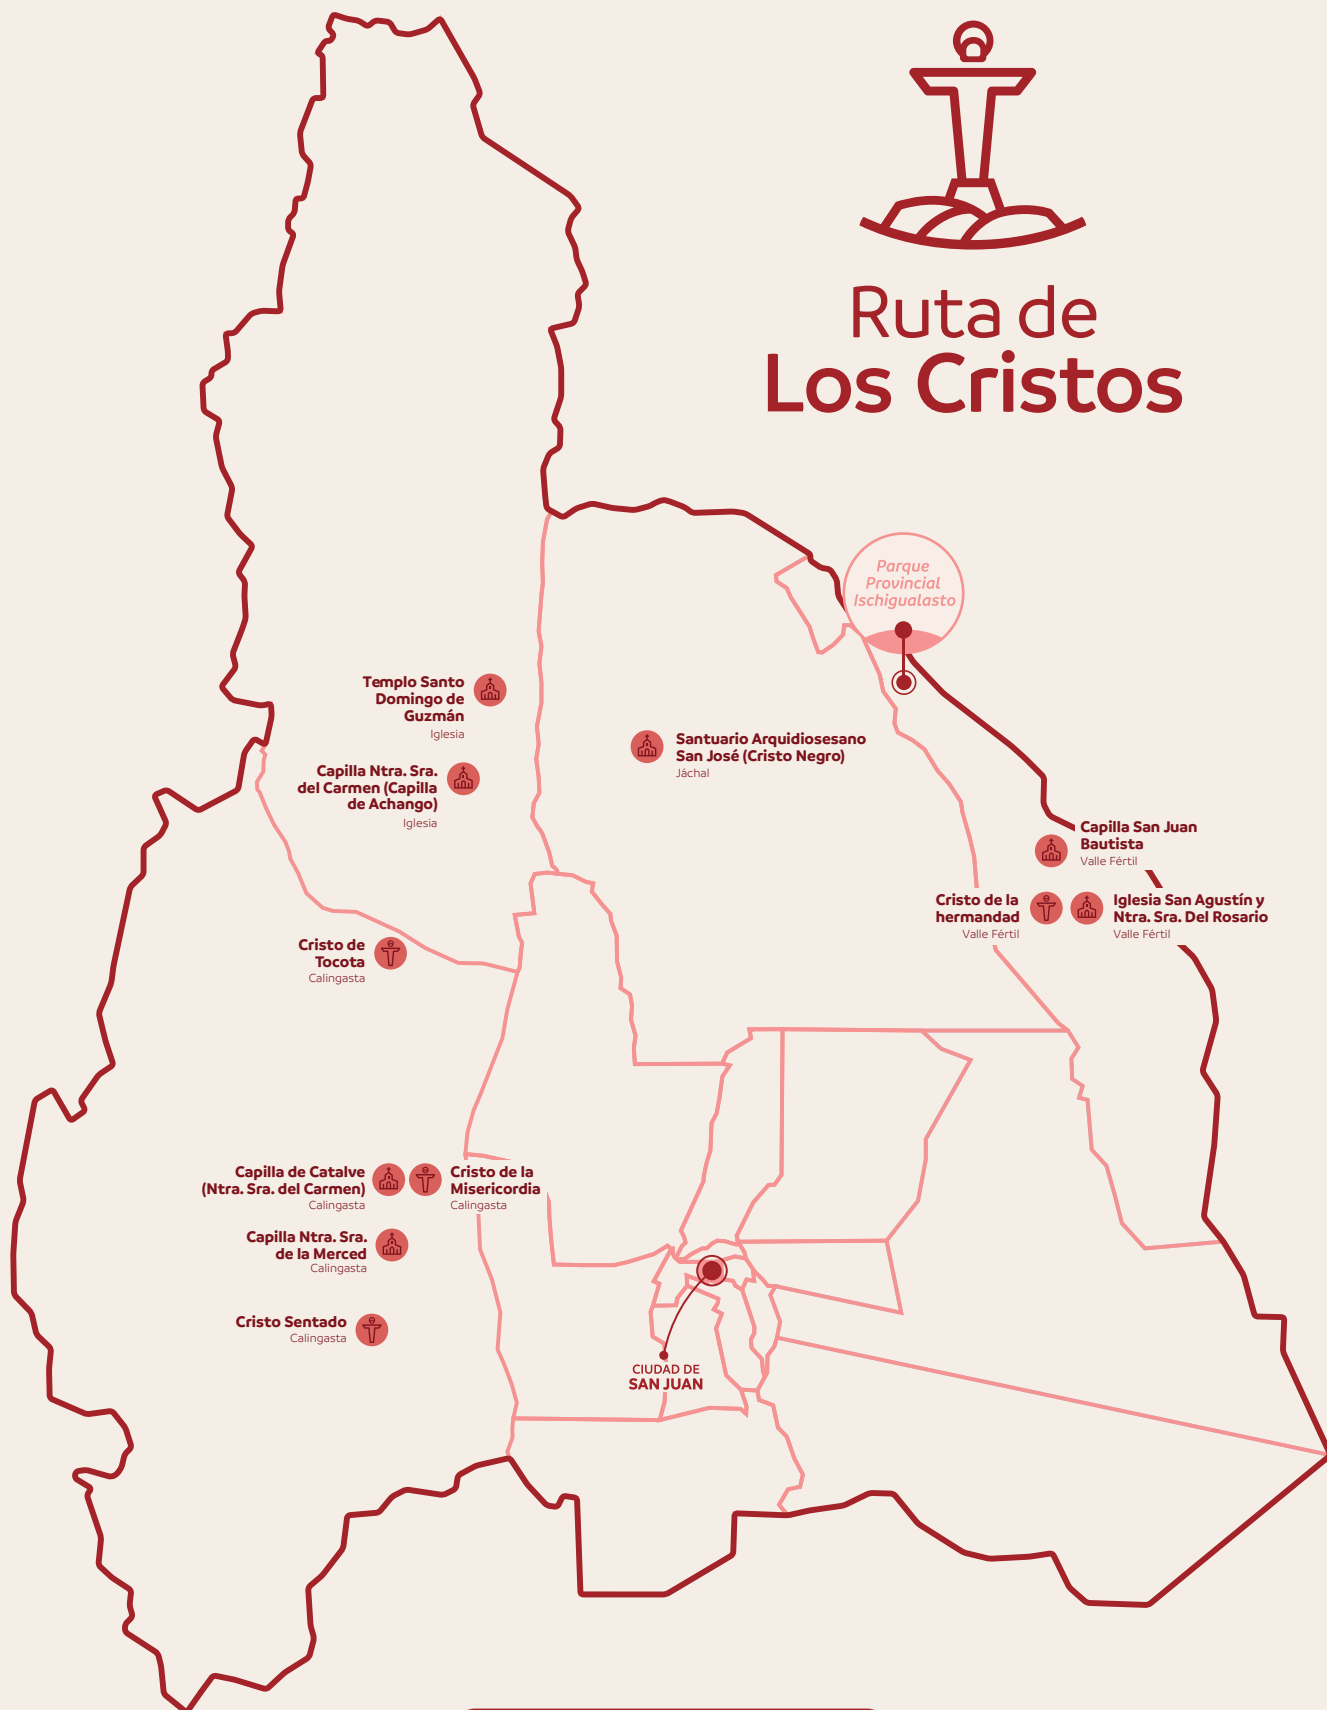 Ruta de
Los Cristos
Parque
Provincial
Ischigualasto
Templo Santo
Domingo de
Guzmán
Iglesia
Santuario Arquidiosesano
San José (Cristo Negro)
Jáchal
Capilla Ntra. Sra.
del Carmen (Capilla
de Achango)
Iglesia
Capilla San Juan
Bautista
Valle Fértil
Cristo de la
hermandad
Valle Fértil
Iglesia San Agustín y
Ntra. Sra. Del Rosario
Valle Fértil
Cristo de
Tocota
Calingasta
Capilla de Catalve
(Ntra. Sra. del Carmen)
Calingasta
Cristo de la
Misericordia
Calingasta
Capilla Ntra. Sra.
de la Merced
Calingasta
Cristo Sentado
Calingasta
CIUDAD DE
SAN JUAN